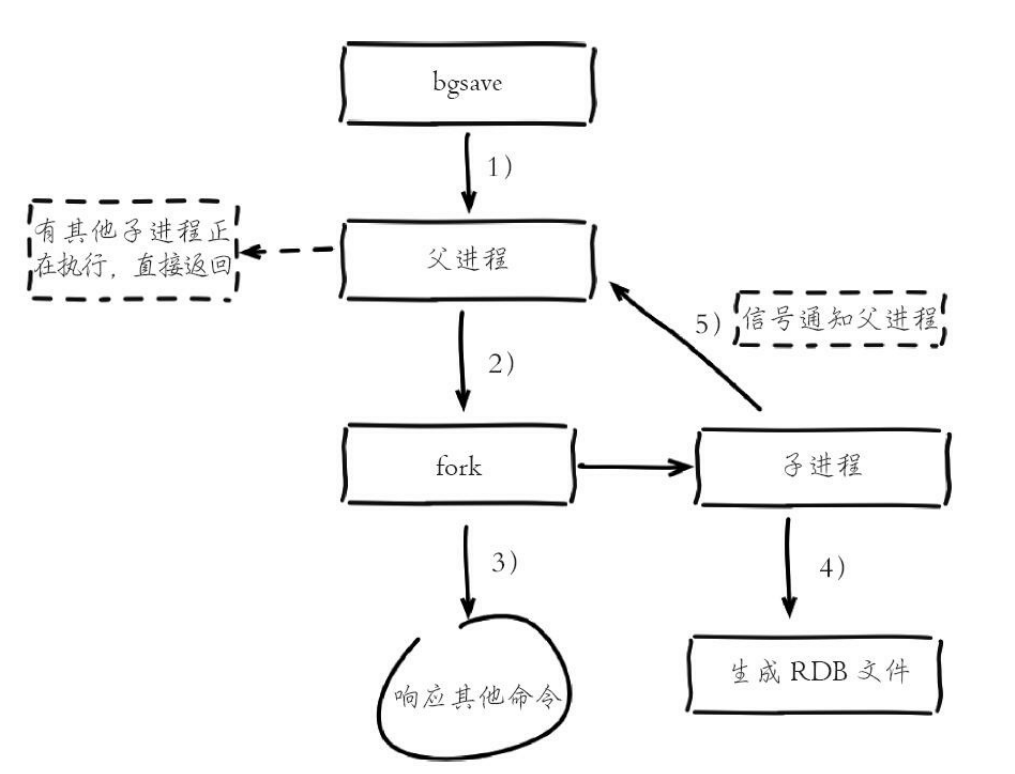 bgsave
1)
有其他子进程正
在执行，直接返回
父进程
5)
信号通知父进程
2)
fork
子进程
3)
4)
响应其他命令
生成 RDB 文件